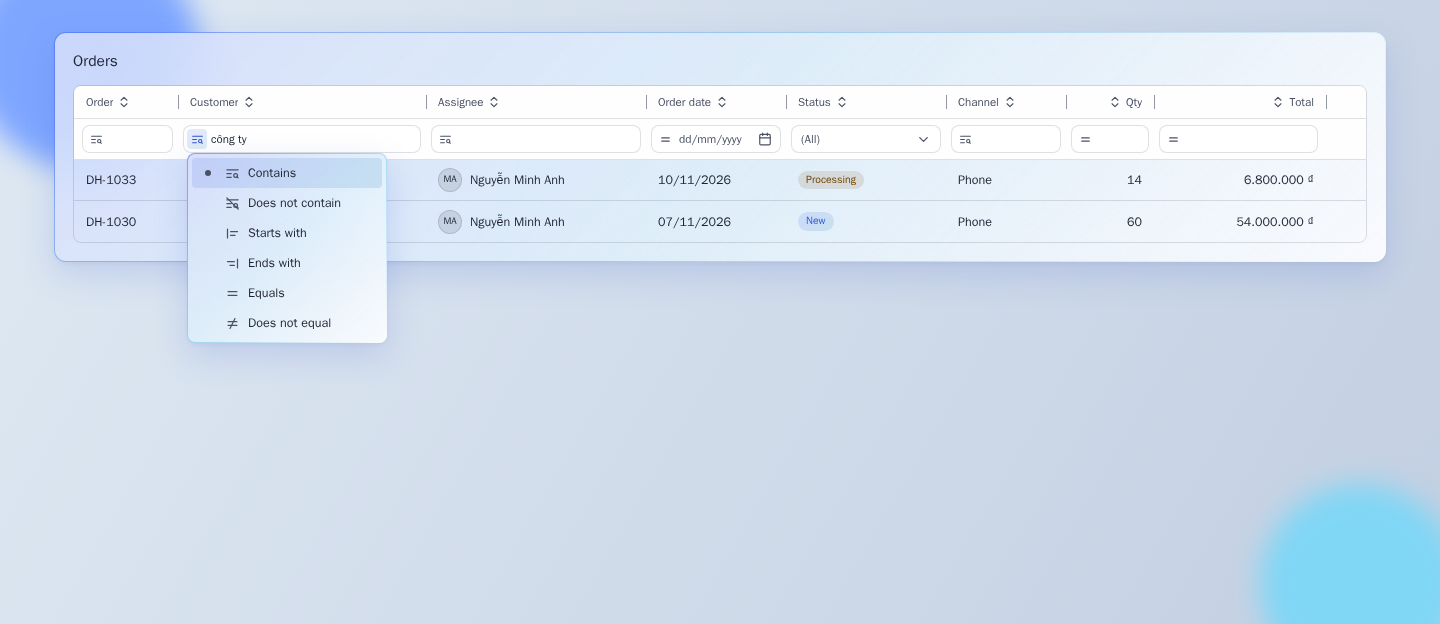 Orders
Order Customer Assignee Order date Status Channel Qty Total
công ty dd/mm/yyyy (All)
DH-1033 MA Nguyễn Minh Anh 10/11/2026 Processing Phone 14 6.800.000 ₫
DH-1030 MA Nguyễn Minh Anh 07/11/2026 New Phone 60 54.000.000 ₫
Contains
Does not contain
Starts with
Ends with
Equals
Does not equal